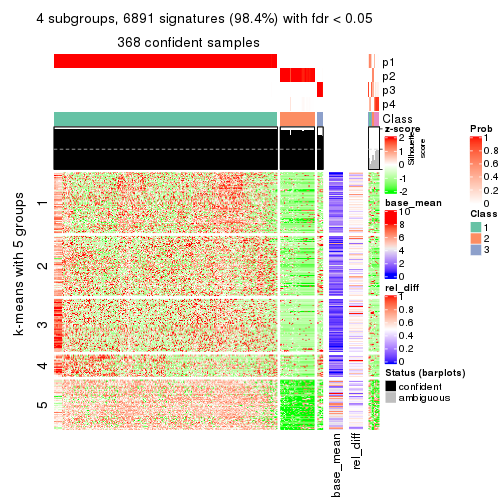 4 subgroups, 6891 signatures (98.4%) with fdr < 0.05
368 confident samples
p1
p2
p3
p4
Class
Silhouette
score
k-means with 5 groups
1
2
3
4
5
base_mean
rel_diff
z-score
2
1
0
-1
-2
base_mean
10
8
6
4
2
0
rel_diff
1
0.8
0.6
0.4
0.2
0
Status (barplots)
confident
ambiguous
Prob
1
0.8
0.6
0.4
0.2
0
Class
1
2
3